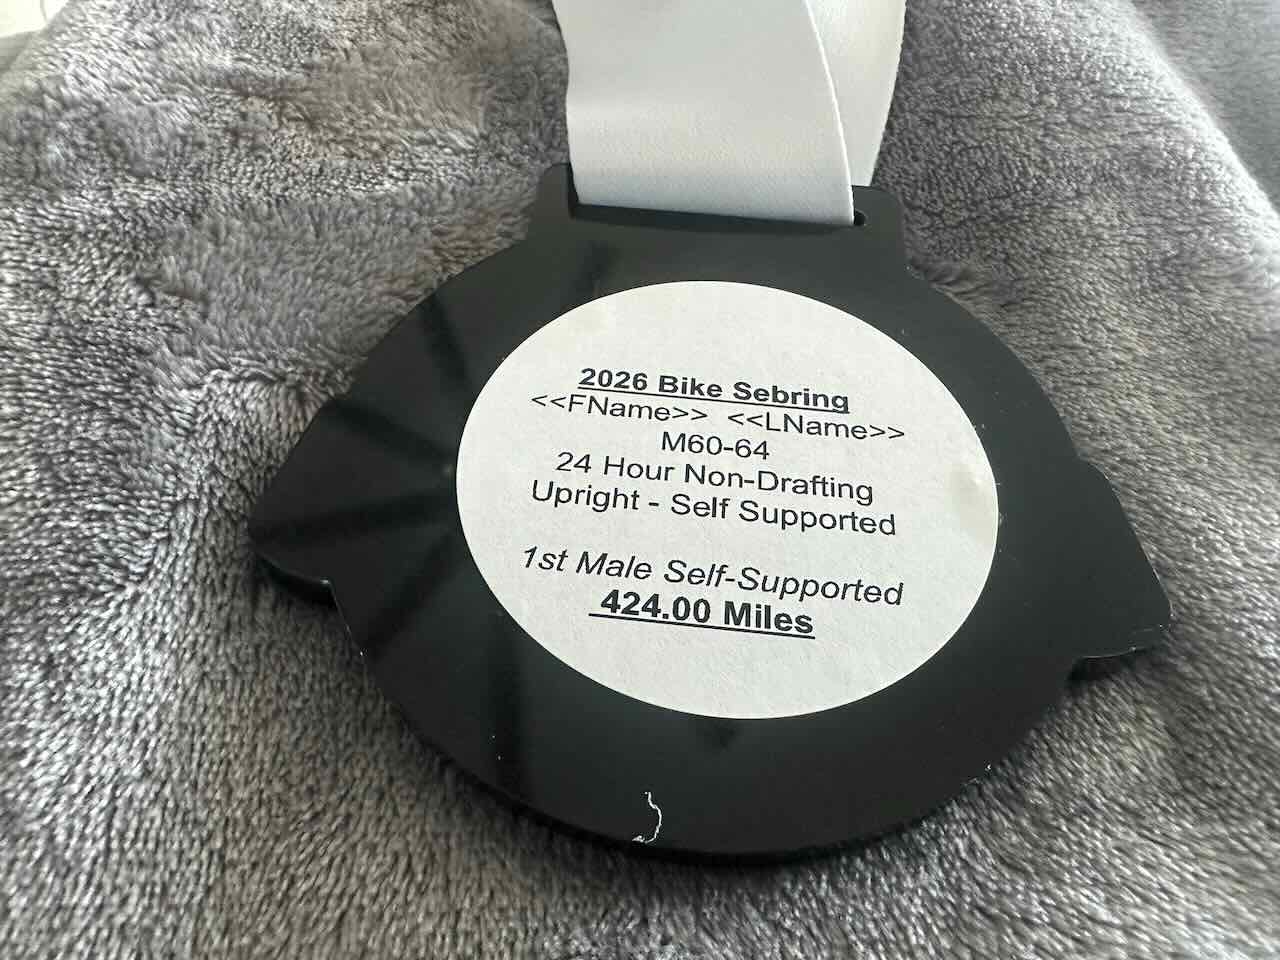 2026 Bike Sebring
<<FName>> <<LName>>
M60-64
24 Hour Non-Drafting
Upright - Self Supported
1st Male Self-Supported
424.00 Miles